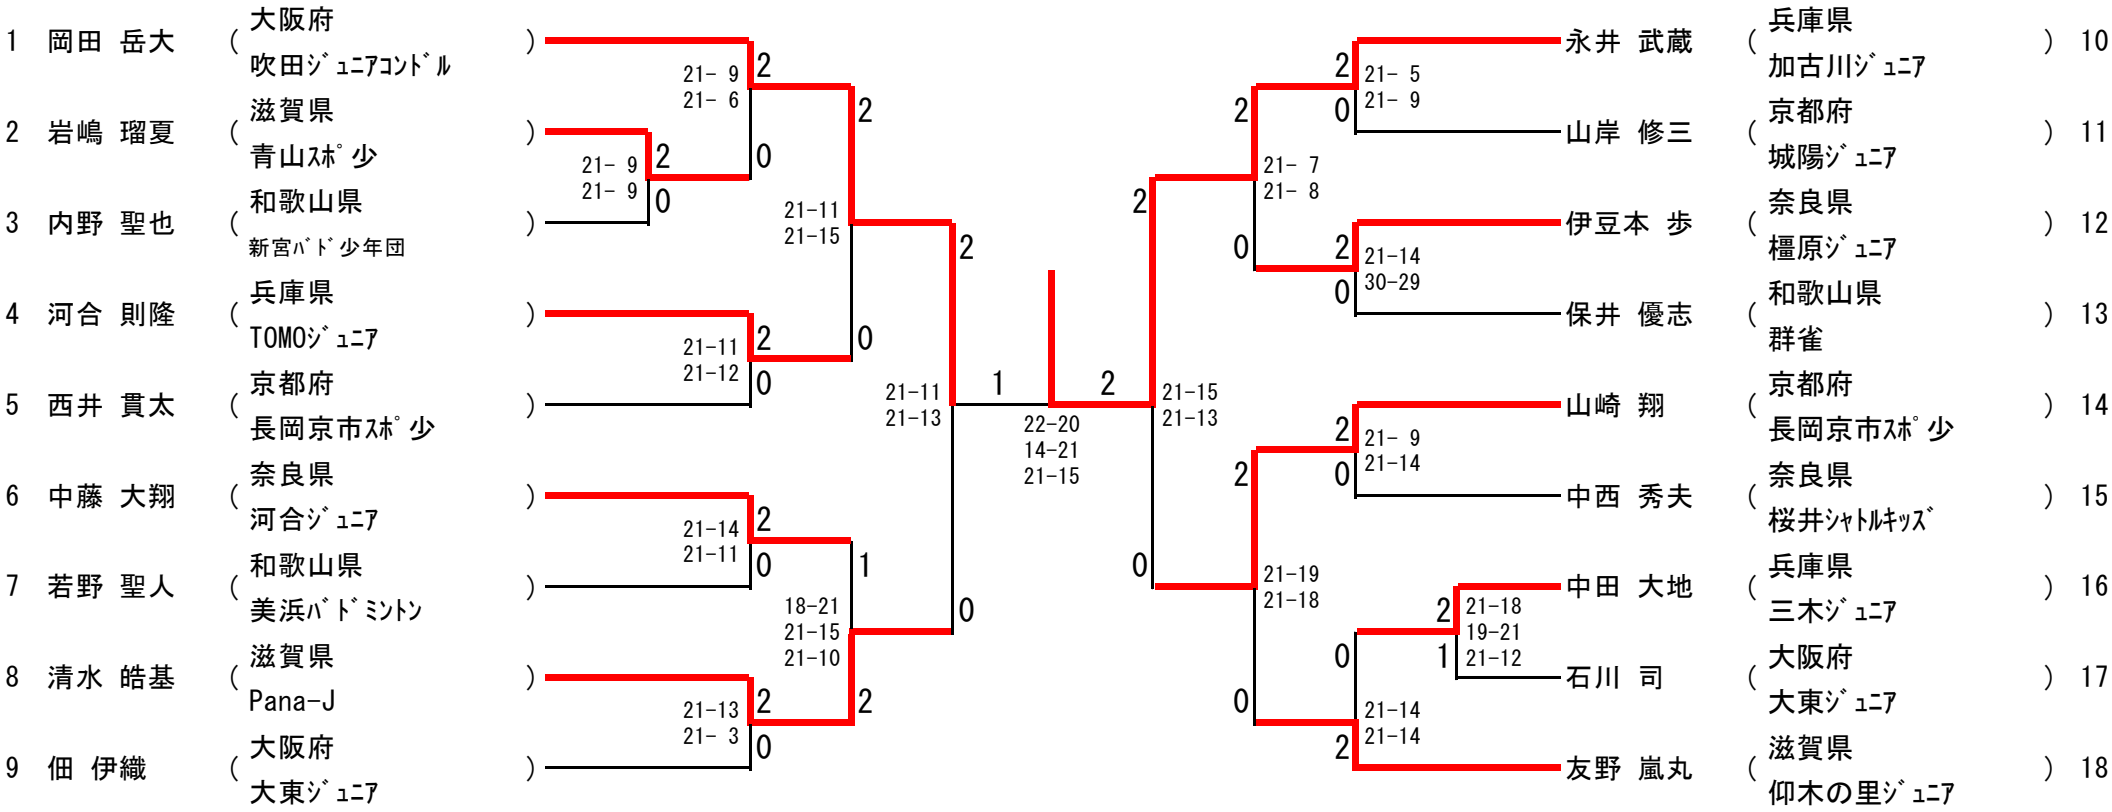 大阪府
1 岡田 岳大 ( )
吹田ｼﾞｭﾆｱｺﾝﾄﾞﾙ
滋賀県
2 岩嶋 瑠夏 ( )
青山ｽﾎﾟ少
和歌山県
3 内野 聖也 ( )
新宮ﾊﾞﾄﾞ少年団
兵庫県
4 河合 則隆 ( )
TOMOｼﾞｭﾆｱ
京都府
5 西井 貫太 ( )
長岡京市ｽﾎﾟ少
奈良県
6 中藤 大翔 ( )
河合ｼﾞｭﾆｱ
和歌山県
7 若野 聖人 ( )
美浜ﾊﾞﾄﾞﾐﾝﾄﾝ
滋賀県
8 清水 皓基 ( )
Pana-J
大阪府
9 佃 伊織 ( )
大東ｼﾞｭﾆｱ
21- 9
21- 6
2
0
21- 9
21- 9
2
0
21-11
21-12
2
0
21-14
21-11
2
0
21-13
21- 3
2
0
2
21-11
21-15
0
1
18-21
21-15
21-10
2
2
21-11
21-13
0
1
2
22-20
14-21
21-15
2
21-15
21-13
0
2
21- 7
21- 8
0
2
21-19
21-18
0
2
21- 5
21- 9
0
2
21-14
30-29
0
2
21- 9
21-14
0
2
21-18
19-21
21-12
1
0
21-14
21-14
2
兵庫県
永井 武蔵 ( ) 10
加古川ｼﾞｭﾆｱ
京都府
山岸 修三 ( ) 11
城陽ｼﾞｭﾆｱ
奈良県
伊豆本 歩 ( ) 12
橿原ｼﾞｭﾆｱ
和歌山県
保井 優志 ( ) 13
群雀
京都府
山崎 翔 ( ) 14
長岡京市ｽﾎﾟ少
奈良県
中西 秀夫 ( ) 15
桜井ｼｬﾄﾙｷｯｽﾞ
兵庫県
中田 大地 ( ) 16
三木ｼﾞｭﾆｱ
大阪府
石川 司 ( ) 17
大東ｼﾞｭﾆｱ
滋賀県
友野 嵐丸 ( ) 18
仰木の里ｼﾞｭﾆｱ